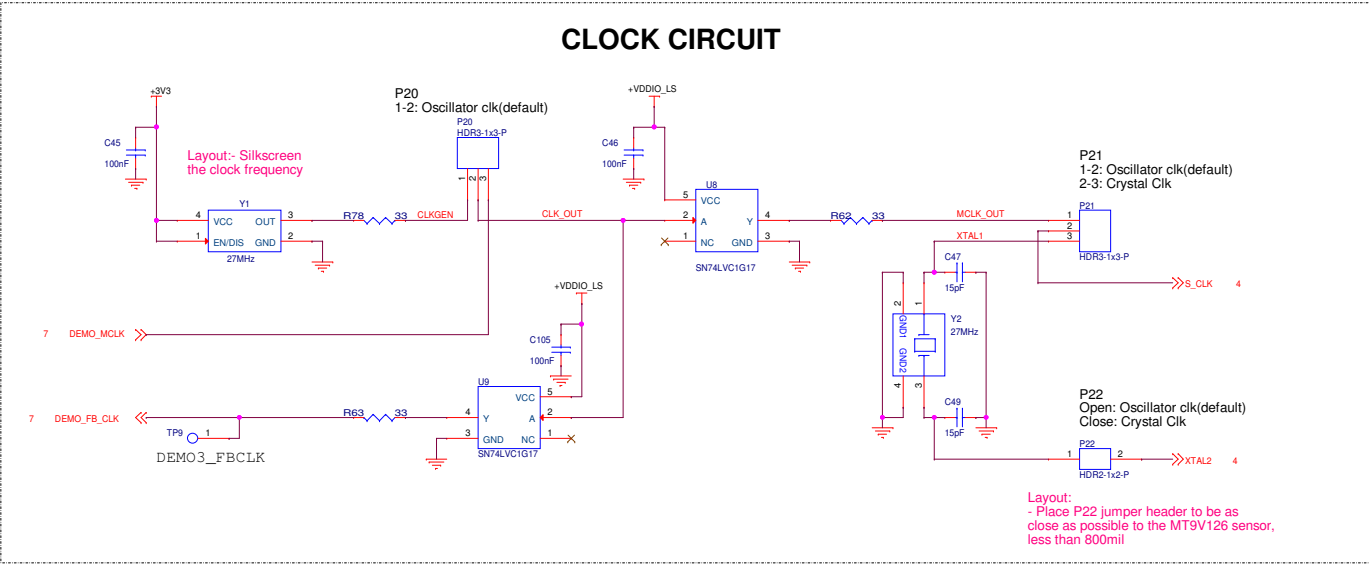 CLOCK CIRCUIT
+3V3
C45
100nF
Layout:- Silkscreen
the clock frequency
P20
1-2: Oscillator clk(default)
P20
HDR3-1x3-P
1
2
3
+VDDIO_LS
C46
100nF
Y1
4 VCC OUT 3
1 EN/DIS GND 2
27MHz
R78 33
CLKGEN
CLK_OUT
U8
5 VCC
2 A Y 4
1 NC GND 3
SN74LVC1G17
R62 33
MCLK_OUT
XTAL1
P21
1-2: Oscillator clk(default)
2-3: Crystal Clk
P21
1
2
3
HDR3-1x3-P
S_CLK 4
C47
15pF
2 1
GND1
GND2
Y2
27MHz
4 3
C49
15pF
7 DEMO_MCLK
+VDDIO_LS
C105
100nF
U9
VCC 5
4 Y A 2
3 GND NC 1
SN74LVC1G17
7 DEMO_FB_CLK
R63 33
TP9 1
DEMO3_FBCLK
P22
Open: Oscillator clk(default)
Close: Crystal Clk
P22
1 2
HDR2-1x2-P
XTAL2 4
Layout:
- Place P22 jumper header to be as
close as possible to the MT9V126 sensor,
less than 800mil